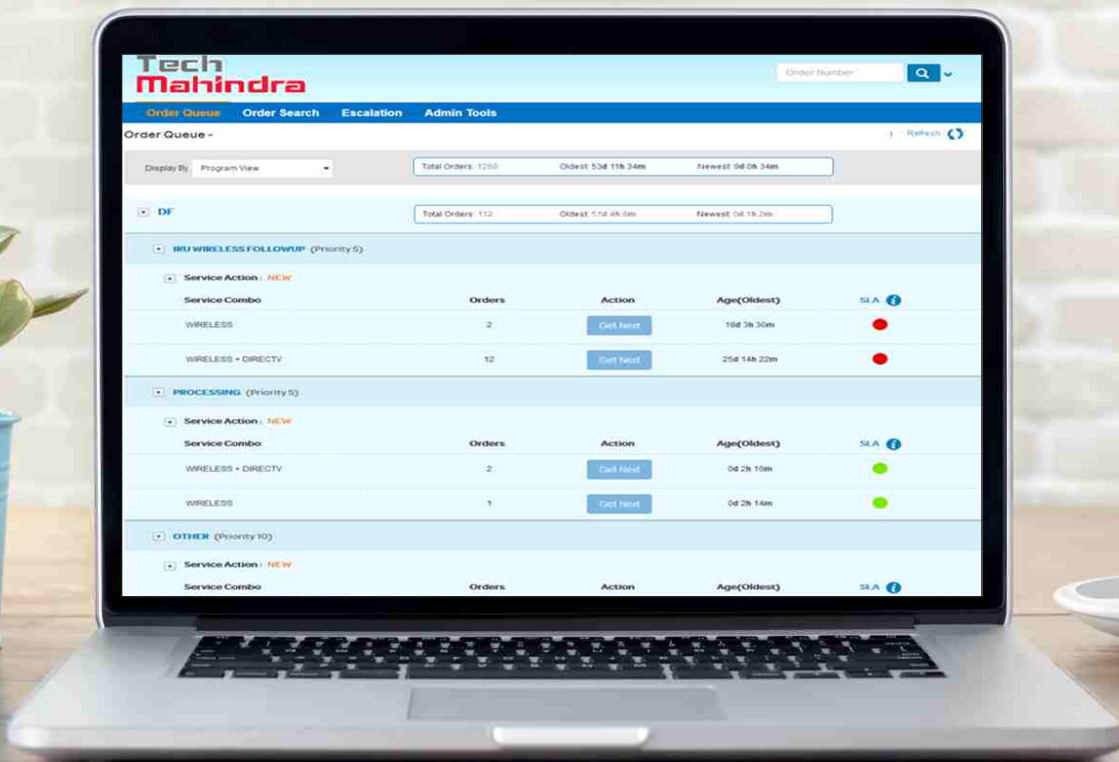 Tech
Mahindra
Order Number
Order Queue Order Search Escalation Admin Tools
Order Queue -
Refresh
Display By Program View Total Orders: 1260 Oldest 53d 11h 34m Newest 0d 0h 34m
DF Total Orders: 112 Oldest 51d 4h 8m Newest 0d 1h 2m
IRU WIRELESS FOLLOWUP (Priority 5)
Service Action: NEW
Service Combo Orders Action Age(Oldest) SLA i
WIRELESS 2 Get Next 18d 3h 30m
WIRELESS + DIRECTV 12 Get Next 25d 14h 22m
PROCESSING (Priority 5)
Service Action: NEW
Service Combo Orders Action Age(Oldest) SLA i
WIRELESS + DIRECTV 2 Get Next 0d 2h 10m
WIRELESS 1 Get Next 0d 2h 14m
OTHER (Priority 10)
Service Action: NEW
Service Combo Orders Action Age(Oldest) SLA i